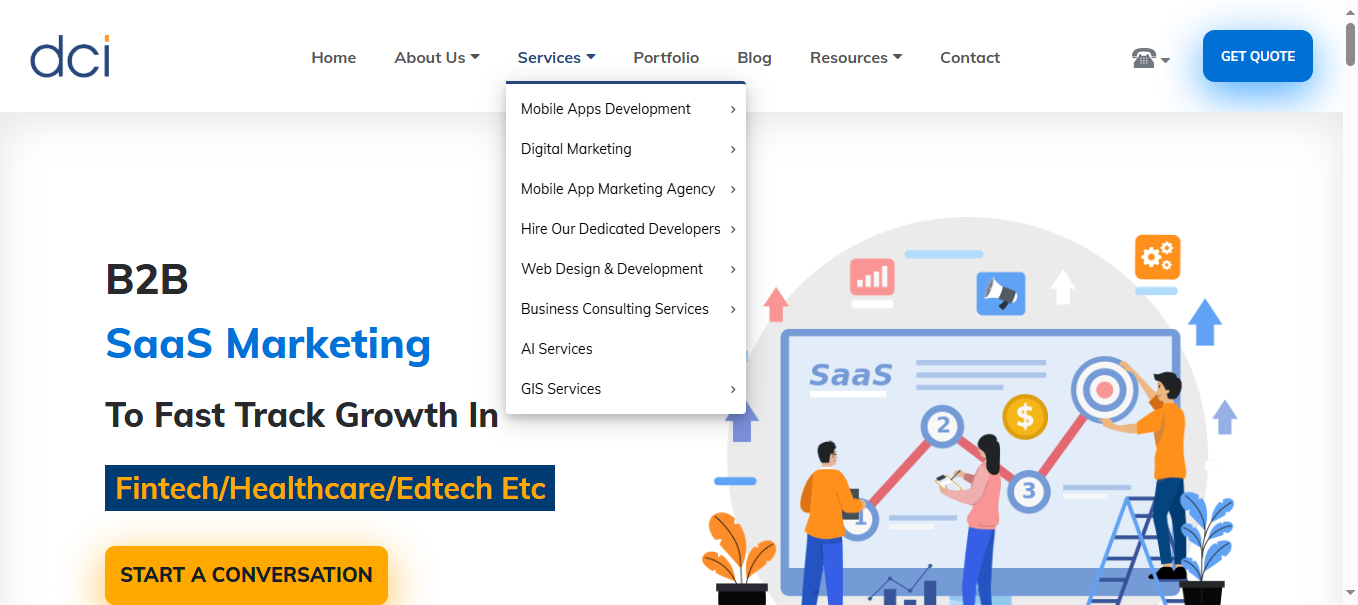 dci
Home
About Us
Services
Portfolio
Blog
Resources
Contact
GET QUOTE
Mobile Apps Development
Digital Marketing
Mobile App Marketing Agency
Hire Our Dedicated Developers
Web Design & Development
Business Consulting Services
AI Services
GIS Services
B2B
SaaS Marketing
To Fast Track Growth In
Fintech/Healthcare/Edtech Etc
START A CONVERSATION
SaaS
$
2
3
1